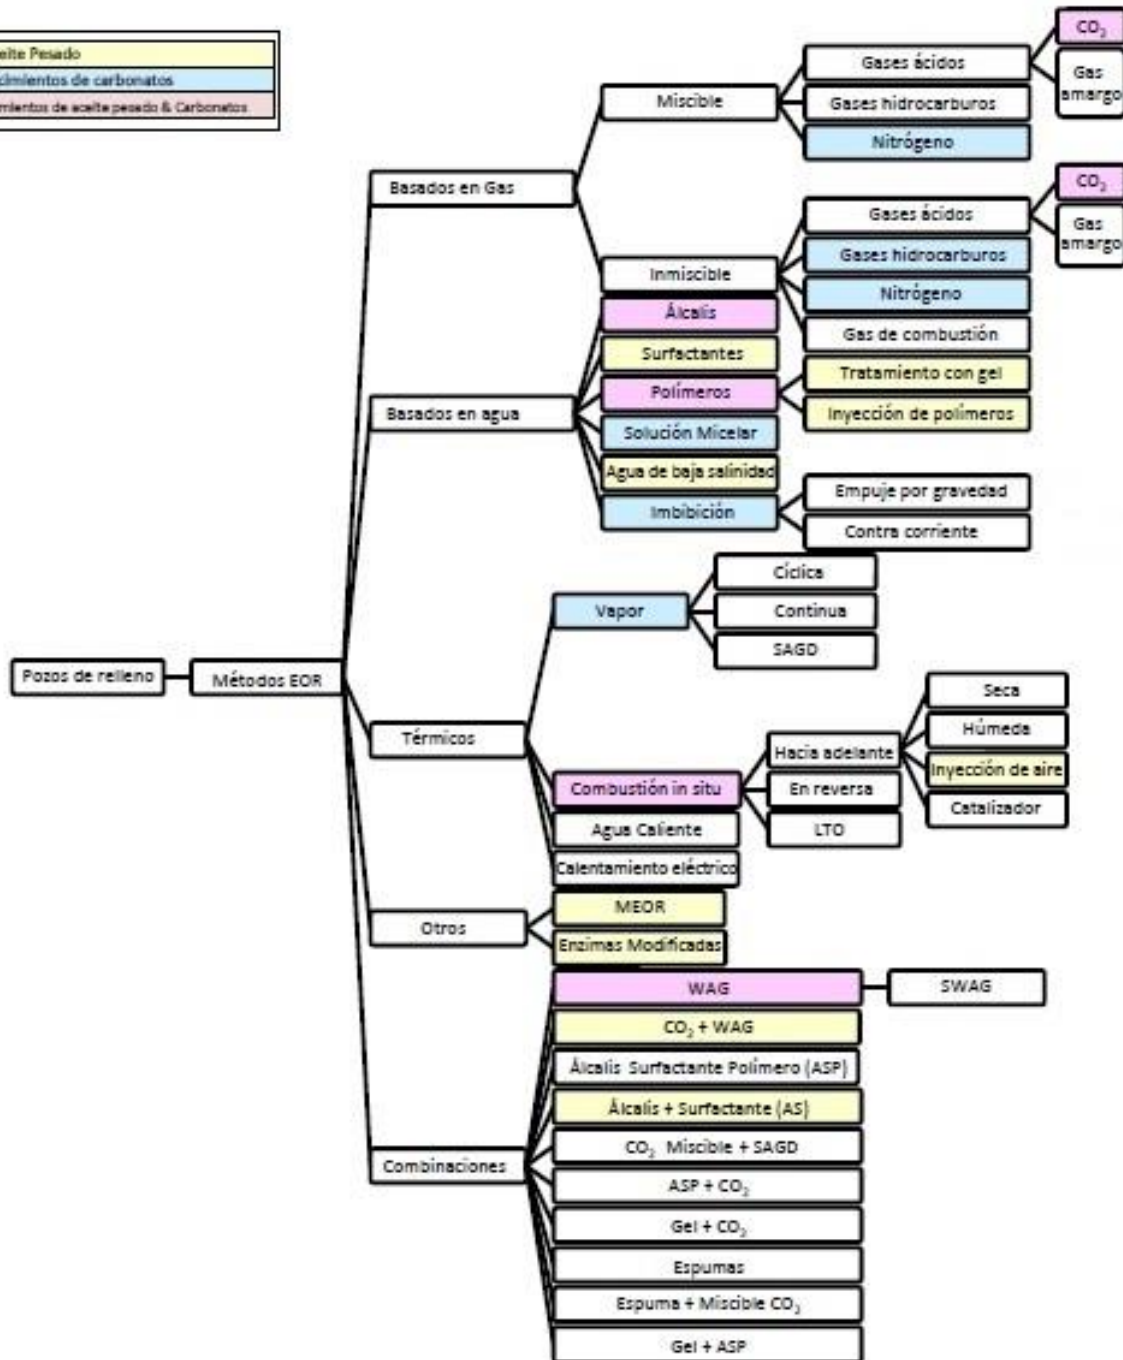 eite Pesado
cimientos de carbonatos
mientos de aceite pesado & Carbonatos
CO₂
Gas
amargo
Gases ácidos
Miscible
Gases hidrocarburos
Nitrógeno
Basados en Gas
CO₂
Gas
amargo
Gases ácidos
Gases hidrocarburos
Inmiscible
Nitrógeno
Gas de combustión
Álcalis
Surfactantes
Tratamiento con gel
Polímeros
Inyección de polímeros
Basados en agua
Solución Micelar
Agua de baja salinidad
Imbibición
Empuje por gravedad
Contra corriente
Cíclica
Vapor
Continua
SAGD
Pozos de relleno
Métodos EOR
Térmicos
Seca
Húmeda
Hacia adelante
Inyección de aire
Combustión in situ
En reversa
Catalizador
Agua Caliente
LTO
Calentamiento eléctrico
MEOR
Otros
Enzimas Modificadas
WAG
SWAG
CO₂ + WAG
Álcalis Surfactante Polímero (ASP)
Álcalis + Surfactante (AS)
CO₂ Miscible + SAGD
Combinaciones
ASP + CO₂
Gel + CO₂
Espumas
Espuma + Miscible CO₂
Gel + ASP